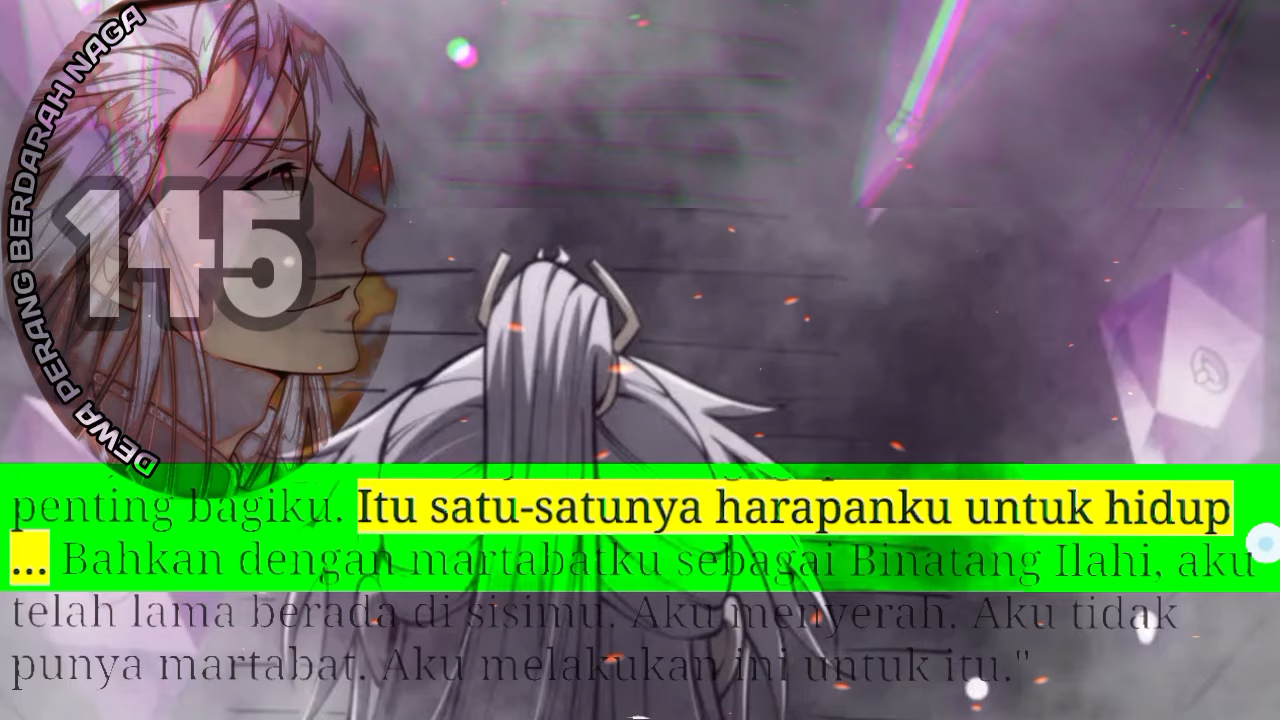 DEWA PERANG BERDARAH NAGA
145
penting bagiku. Itu satu-satunya harapanku untuk hidup
... Bahkan dengan martabatku sebagai Binatang Ilahi, aku
telah lama berada di sisimu. Aku menyerah. Aku tidak
punya martabat. Aku melakukan ini untuk itu."